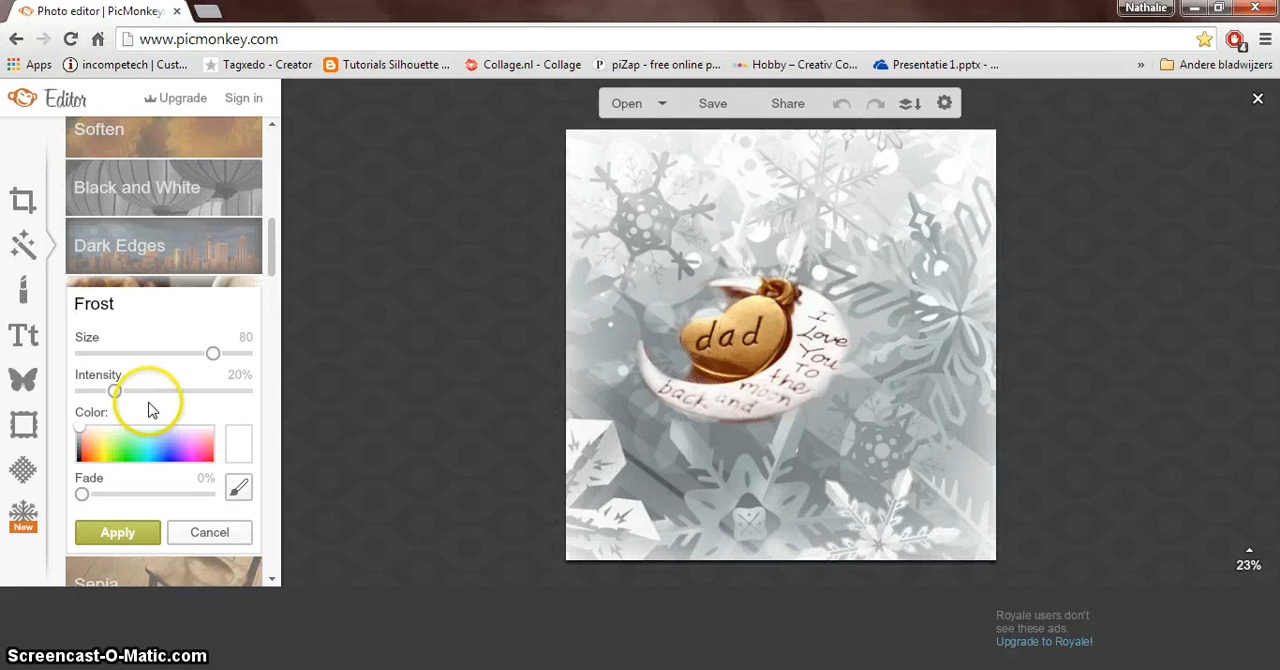 Photo editor | PicMonkey:
Nathalie
www.picmonkey.com
Apps
incompetech | Cust...
Tagxedo - Creator
Tutorials Silhouette ...
Collage.nl - Collage
piZap - free online p...
Hobby – Creativ Co...
Presentatie 1.pptx - ...
»
Andere bladwijzers
Editor
Upgrade
Sign in
Open
Save
Share
Soften
Black and White
Dark Edges
Frost
Size 80
Intensity 20%
Color:
Fade 0%
Apply
Cancel
Sepia
New
dad
I
Love
You
To
the
moon
back and
23%
Royale users don't
see these ads.
Upgrade to Royale!
Screencast-O-Matic.com